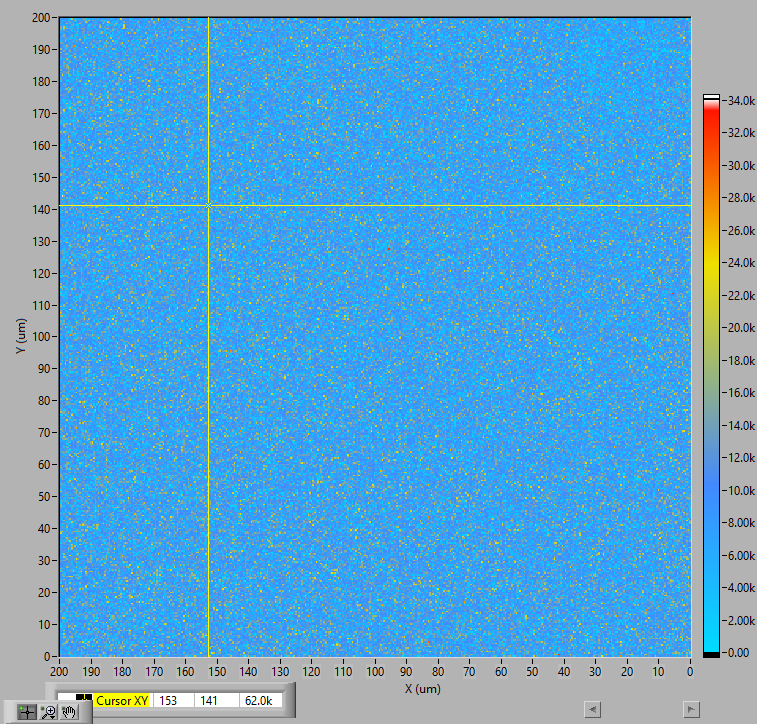 200
190
180
170
160
150
140
130
120
110
100
90
80
70
60
50
40
30
20
10
0
Y (um)
200 190 180 170 160 150 140 130 120 110 100 90 80 70 60 50 40 30 20 10 0
X (um)
34.0k
32.0k
30.0k
28.0k
26.0k
24.0k
22.0k
20.0k
18.0k
16.0k
14.0k
12.0k
10.0k
8.00k
6.00k
4.00k
2.00k
0.00
Cursor XY 153 141 62.0k